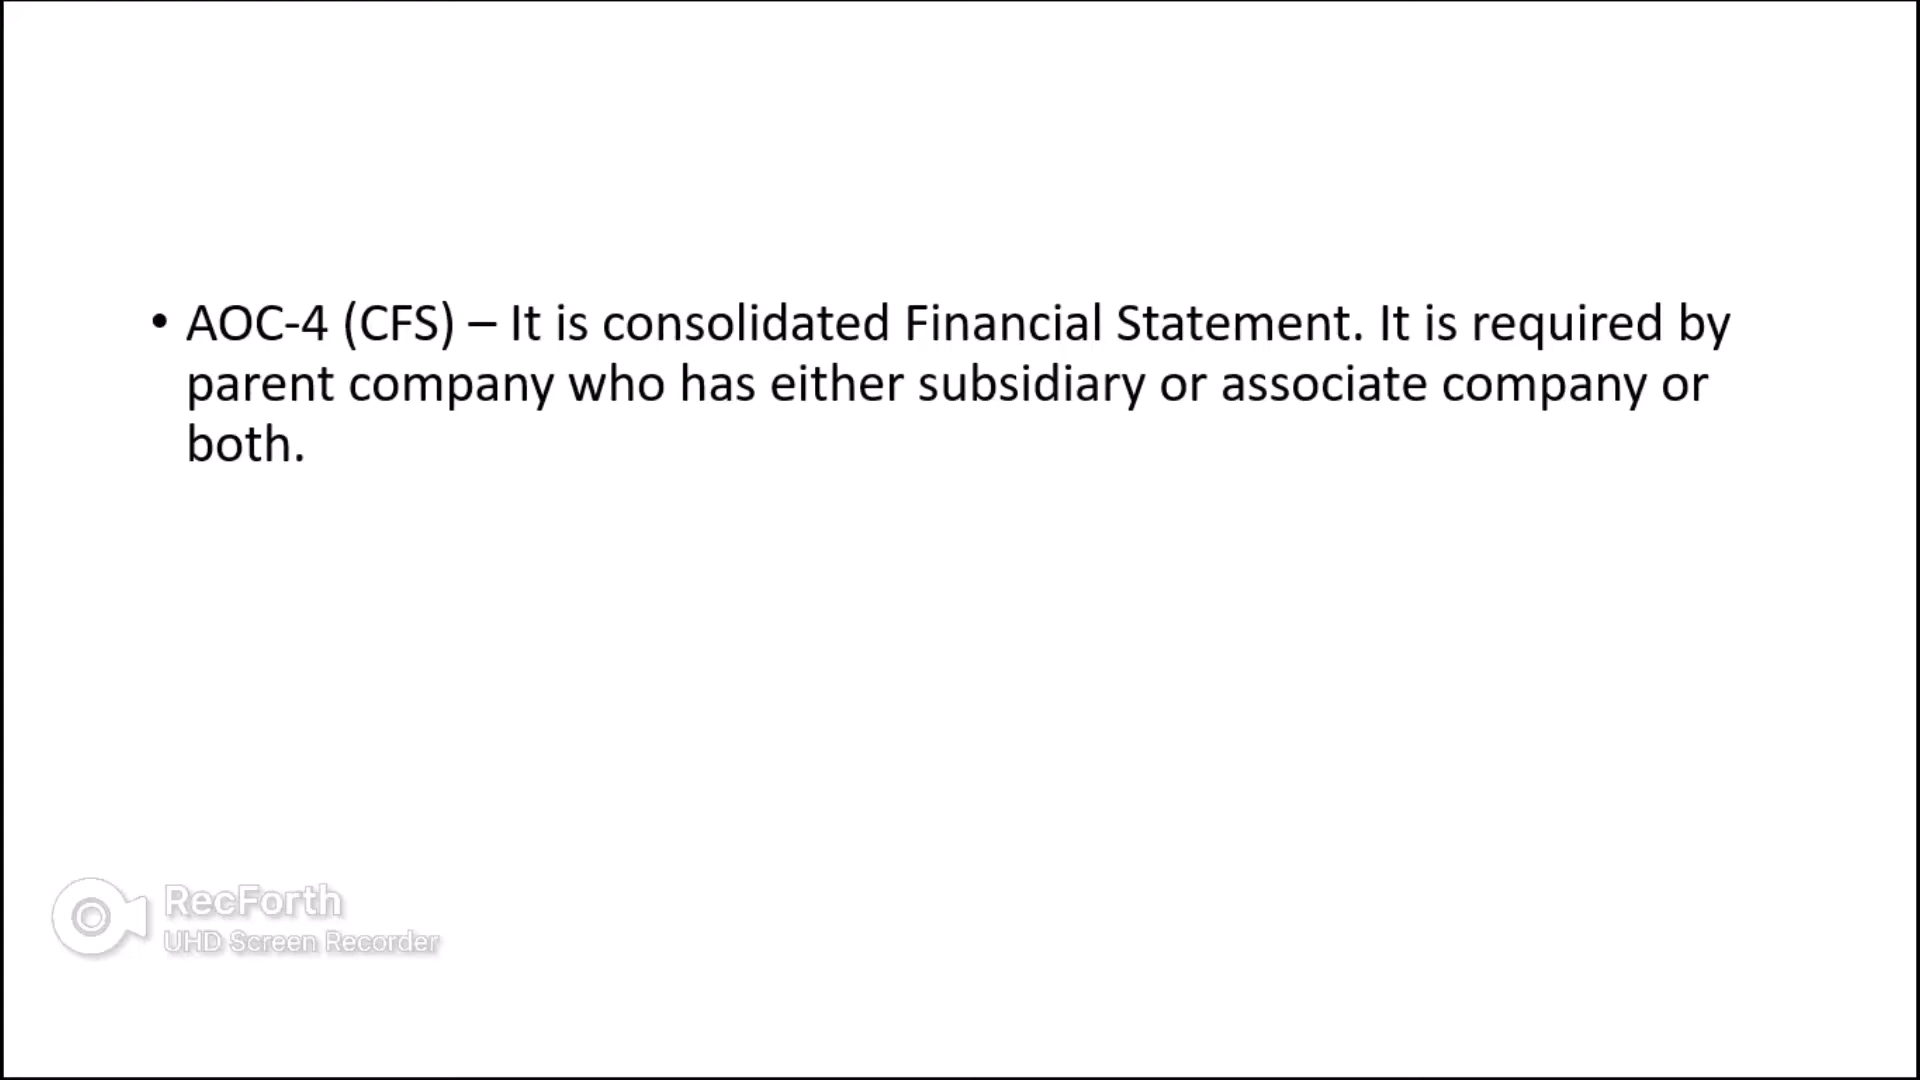 • AOC-4 (CFS) – It is consolidated Financial Statement. It is required by
parent company who has either subsidiary or associate company or
both.
RecForth
UHD Screen Recorder